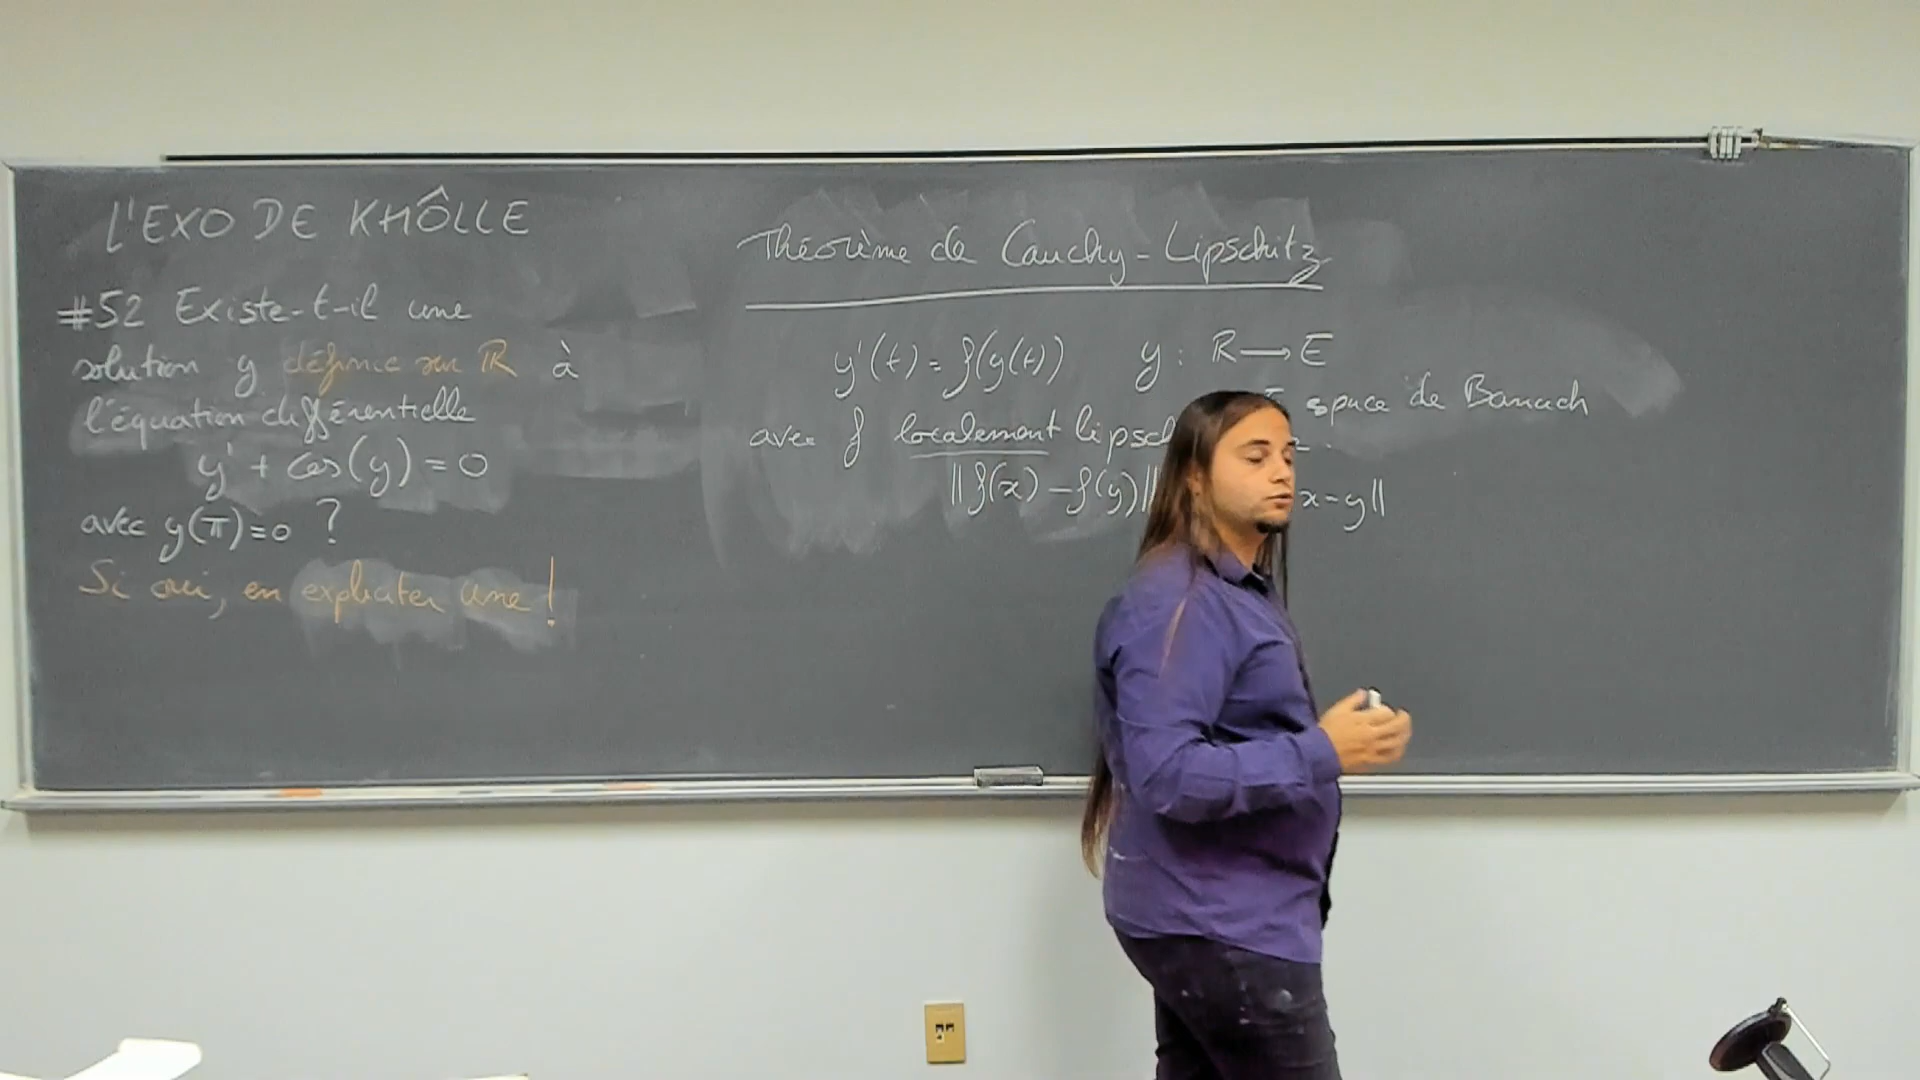 L'EXO DE KHÔLLE
#52 Existe-t-il une
solution y définie sur ℝ à
l'équation différentielle
y' + cos(y) = 0
avec y(π)=0 ?
Si oui, en expliciter une !
Théorème de Cauchy-Lipschitz
y'(t) = f(y(t)) y : ℝ → E
espace de Banach
avec f localement lipsch
||f(x) - f(y)|| x-y||